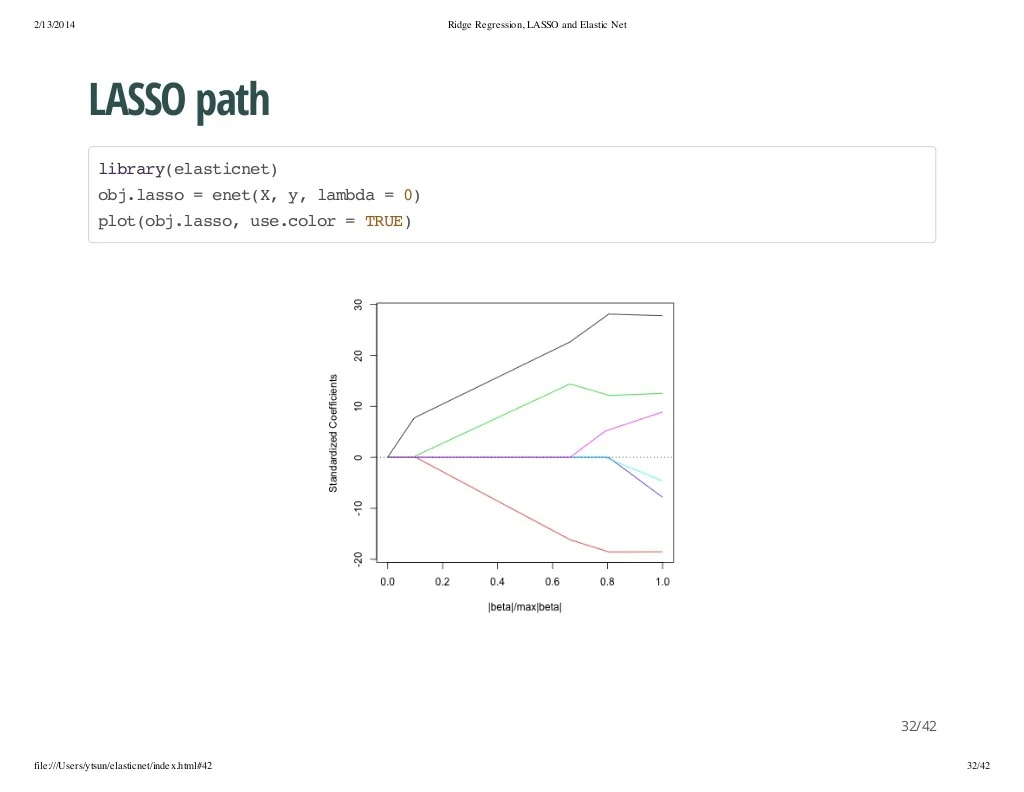 2/13/2014
Ridge Regression, LASSO and Elastic Net
LASSO path
library(elasticnet)
obj.lasso = enet(X, y, lambda = 0)
plot(obj.lasso, use.color = TRUE)
30
20
10
0
-10
-20
Standardized Coefficients
0.0 0.2 0.4 0.6 0.8 1.0
|beta|/max|beta|
32/42
file:///Users/ytsun/elasticnet/index.html#42
32/42